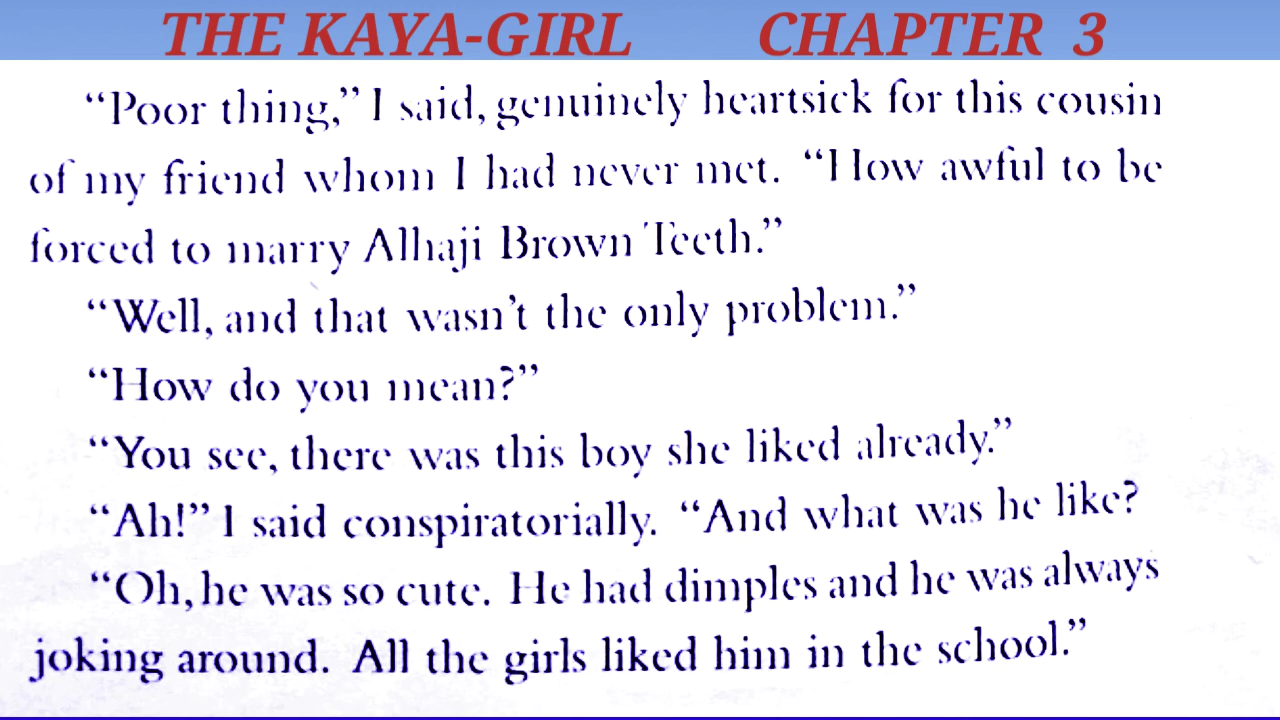 THE KAYA-GIRL CHAPTER 3
“Poor thing,” I said, genuinely heartsick for this cousin
of my friend whom I had never met. “How awful to be
forced to marry Alhaji Brown Teeth.”
“Well, and that wasn’t the only problem.”
“How do you mean?”
“You see, there was this boy she liked already.”
“Ah!” I said conspiratorially. “And what was he like?
“Oh, he was so cute. He had dimples and he was always
joking around. All the girls liked him in the school.”